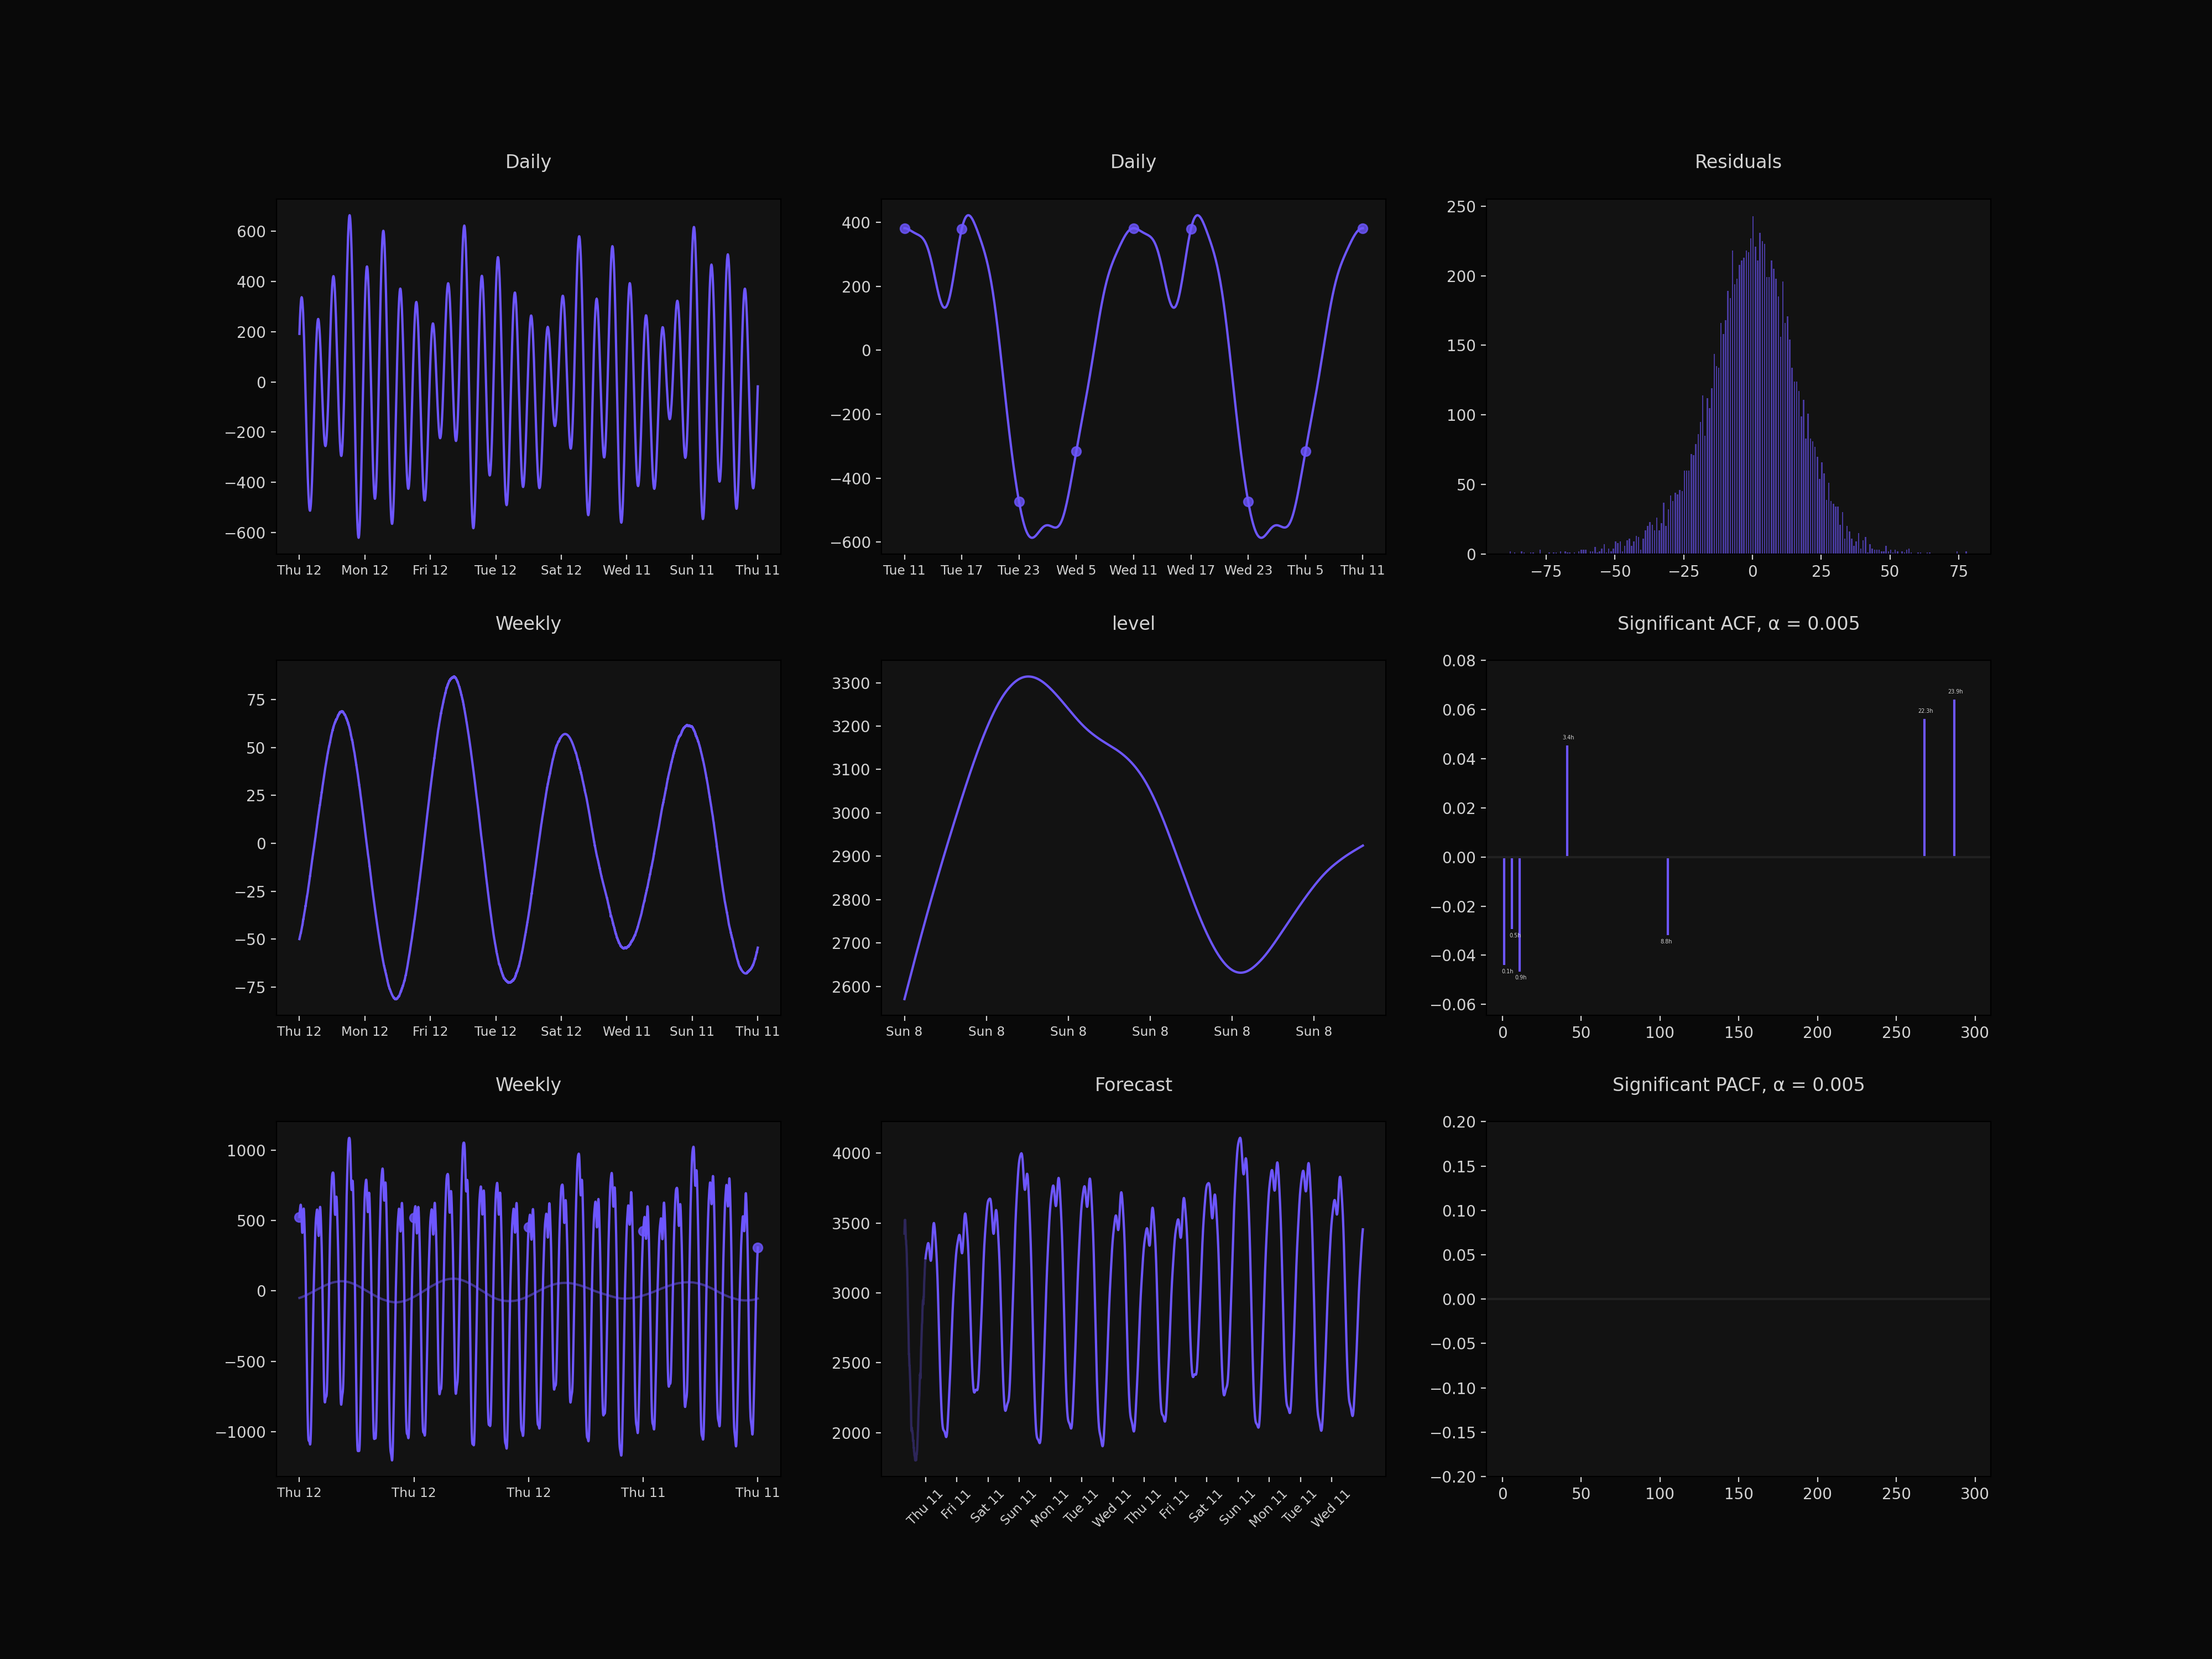 Daily
600
400
200
0
−200
−400
−600
Thu 12 Mon 12 Fri 12 Tue 12 Sat 12 Wed 11 Sun 11 Thu 11
Daily
400
200
0
−200
−400
−600
Tue 11 Tue 17 Tue 23 Wed 5 Wed 11 Wed 17 Wed 23 Thu 5 Thu 11
Residuals
250
200
150
100
50
0
−75 −50 −25 0 25 50 75
Weekly
75
50
25
0
−25
−50
−75
Thu 12 Mon 12 Fri 12 Tue 12 Sat 12 Wed 11 Sun 11 Thu 11
level
3300
3200
3100
3000
2900
2800
2700
2600
Sun 8 Sun 8 Sun 8 Sun 8 Sun 8 Sun 8
Significant ACF, α = 0.005
0.08
0.06
0.04
0.02
0.00
−0.02
−0.04
−0.06
23.9h
22.3h
3.4h
0.5h
8.8h
0.1h
0.9h
0 50 100 150 200 250 300
Weekly
1000
500
0
−500
−1000
Thu 12 Thu 12 Thu 12 Thu 11 Thu 11
Forecast
4000
3500
3000
2500
2000
Thu 11 Fri 11 Sat 11 Sun 11 Mon 11 Tue 11 Wed 11 Thu 11 Fri 11 Sat 11 Sun 11 Mon 11 Tue 11 Wed 11
Significant PACF, α = 0.005
0.20
0.15
0.10
0.05
0.00
−0.05
−0.10
−0.15
−0.20
0 50 100 150 200 250 300